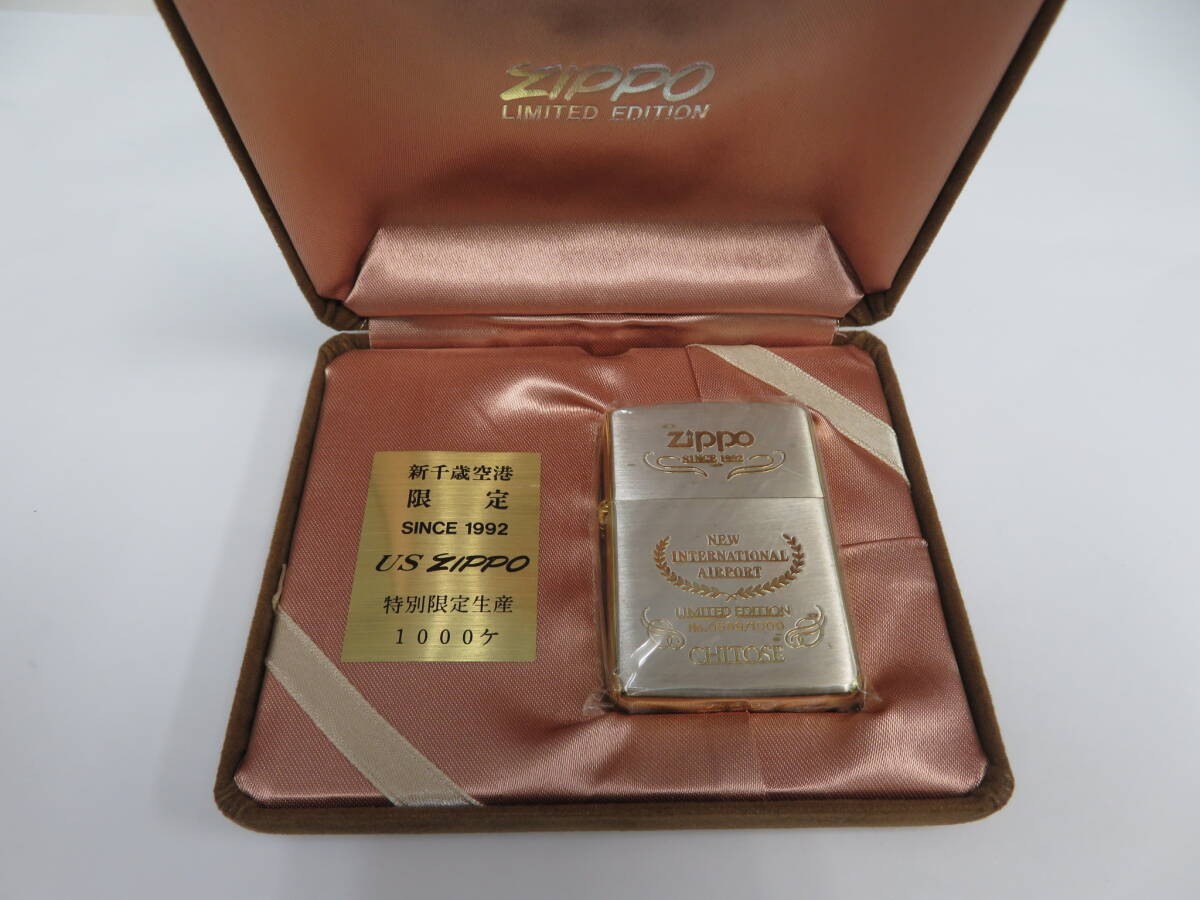 ZIPPO
LIMITED EDITION
新千歳空港
限 定
SINCE 1992
US ZIPPO
特別限定生産
1000ケ
Zippo
SINCE 1992
NEW
INTERNATIONAL
AIRPORT
LIMITED EDITION
CHITOSE